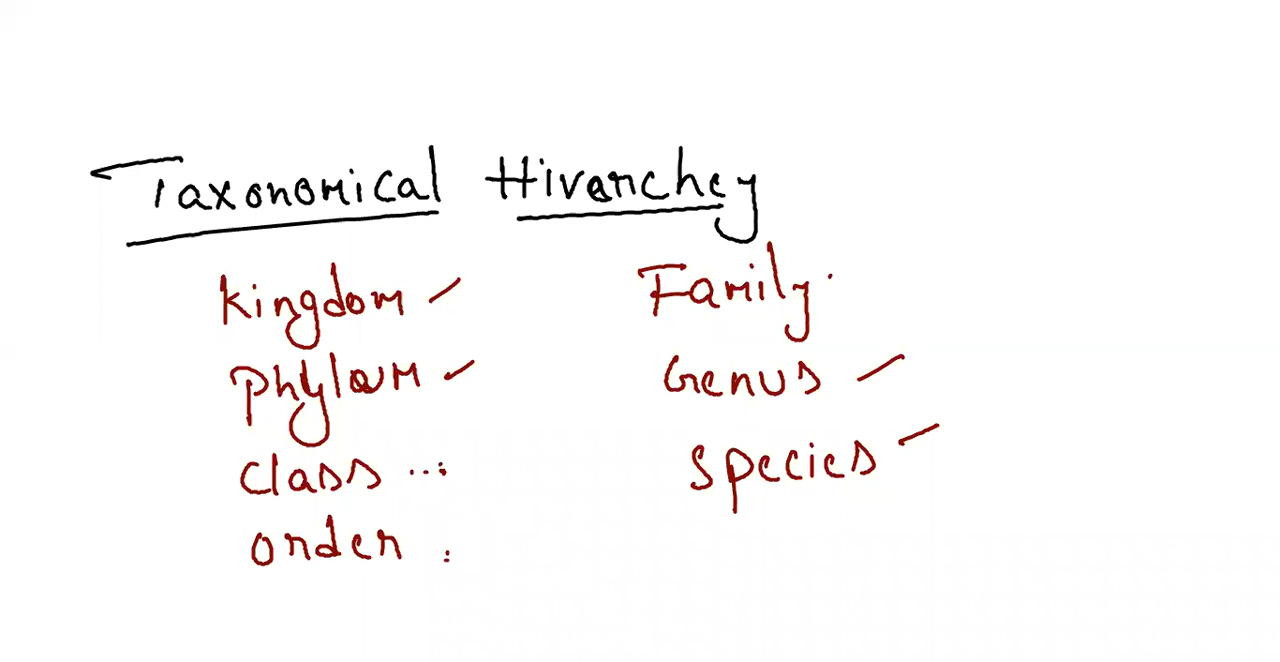 Taxonomical Hirarchey
Kingdom
Phylum
Class ...
order :
Family.
Genus
Species